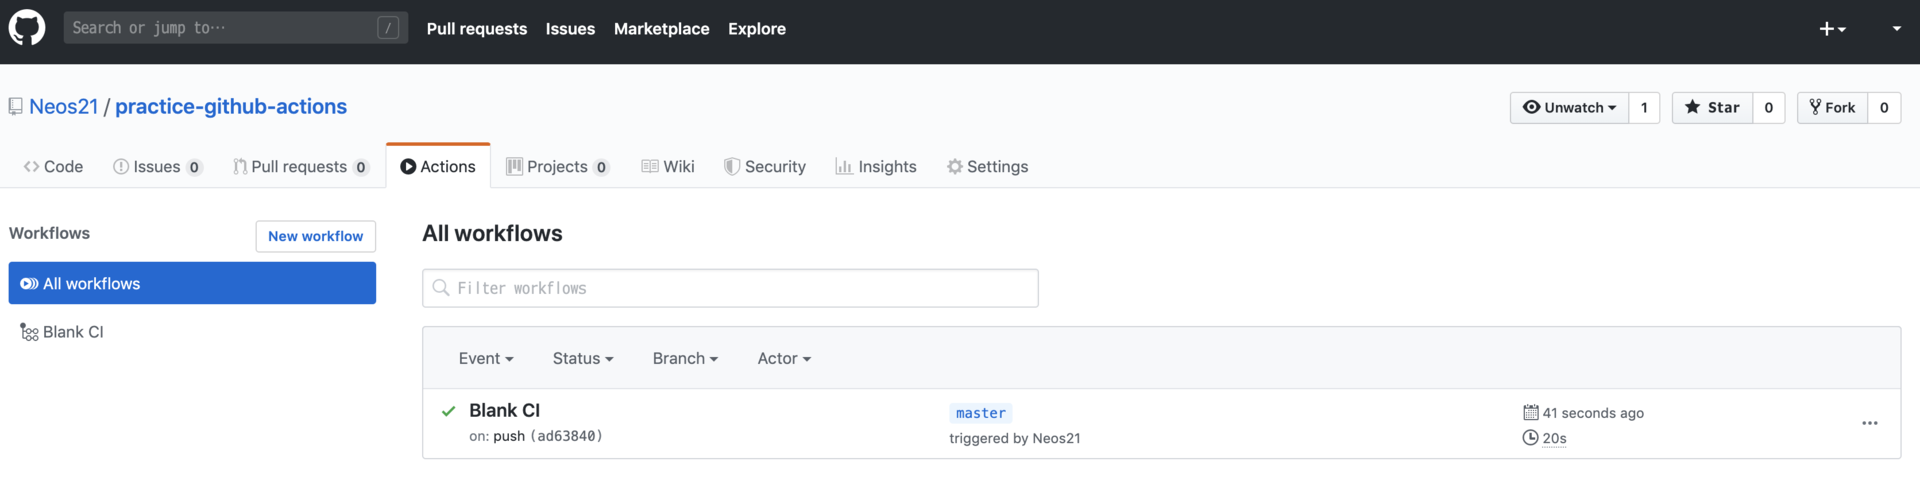 Search or jump to… /
Pull requests Issues Marketplace Explore
Neos21 / practice-github-actions
Unwatch 1 Star 0 Fork 0
Code Issues 0 Pull requests 0 Actions Projects 0 Wiki Security Insights Settings
Workflows
New workflow
All workflows
Blank CI
All workflows
Filter workflows
Event Status Branch Actor
Blank CI
on: push (ad63840)
master
triggered by Neos21
41 seconds ago
20s